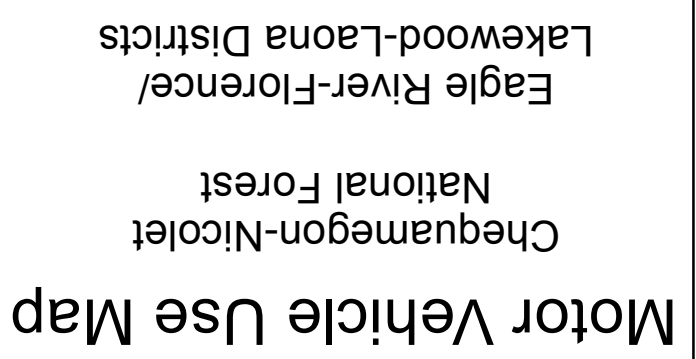 Motor Vehicle Use Map
Chequamegon-Nicolet
National Forest
Eagle River-Florence/
Lakewood-Laona Districts